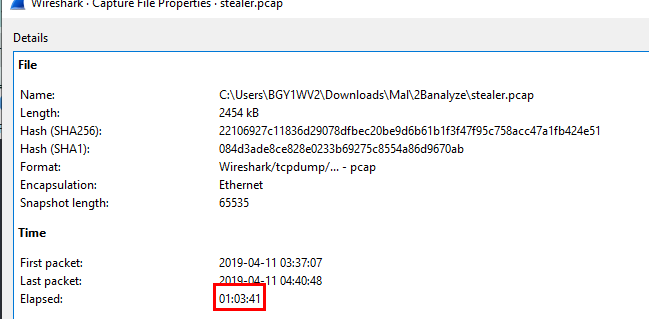 Wireshark · Capture File Properties · stealer.pcap
Details
File
Name: C:\Users\BGY1WV2\Downloads\Mal\2Banalyze\stealer.pcap
Length: 2454 kB
Hash (SHA256): 22106927c11836d29078dfbec20be9d6b61b1f3f47f95c758acc47a1fb424e51
Hash (SHA1): 084d3ade8ce828e0233b69275c8554a86d9670ab
Format: Wireshark/tcpdump/... - pcap
Encapsulation: Ethernet
Snapshot length: 65535
Time
First packet: 2019-04-11 03:37:07
Last packet: 2019-04-11 04:40:48
Elapsed: 01:03:41